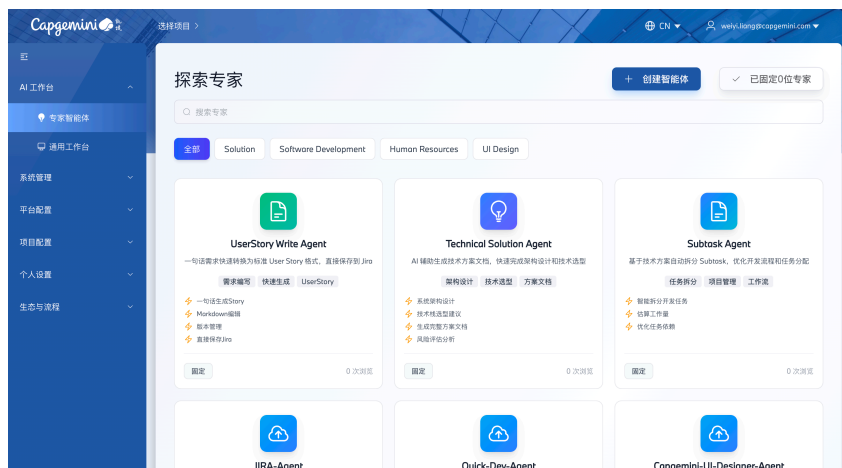 Capgemini 凯捷
选择项目 >
CN
weiyi.liang@capgemini.com
AI 工作台
专家智能体
通用工作台
系统管理
平台配置
项目配置
个人设置
生态与流程
探索专家
+ 创建智能体
已固定0位专家
搜索专家
全部
Solution
Software Development
Human Resources
UI Design
UserStory Write Agent
一句话需求快速转换为标准 User Story 格式，直接保存到 Jira
需求编写 快速生成 UserStory
一句话生成Story
Markdown编辑
版本管理
直接保存Jira
固定
0 次浏览
Technical Solution Agent
AI 辅助生成技术方案文档，快速完成架构设计和技术选型
架构设计 技术选型 方案文档
系统架构设计
技术栈选型建议
生成完整方案文档
风险评估分析
固定
0 次浏览
Subtask Agent
基于技术方案自动拆分 Subtask，优化开发流程和任务分配
任务拆分 项目管理 工作流
智能拆分开发任务
估算工作量
优化任务依赖
固定
0 次浏览
JIRA-Agent
Quick-Dev-Agent
Capgemini-UI-Designer-Agent